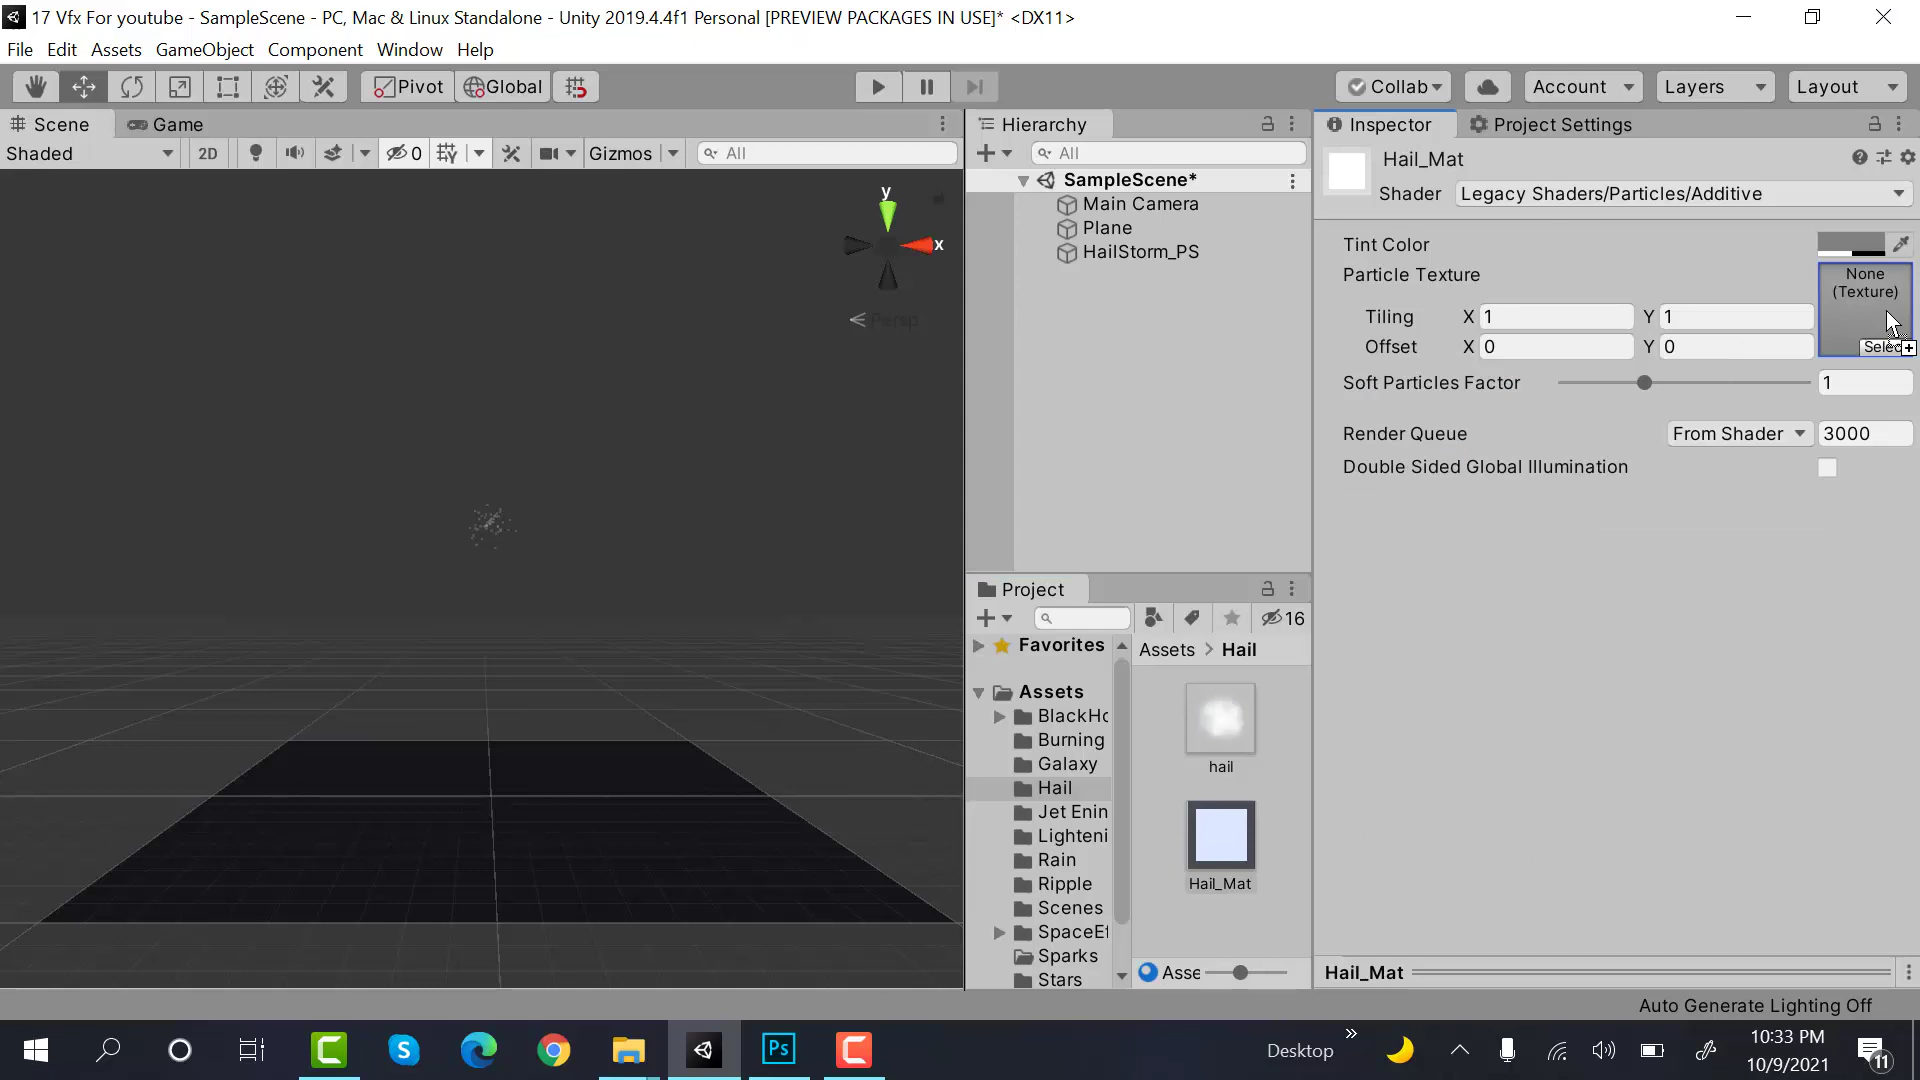 17 Vfx For youtube - SampleScene - PC, Mac & Linux Standalone - Unity 2019.4.4f1 Personal [PREVIEW PACKAGES IN USE]* <DX11>
File Edit Assets GameObject Component Window Help
Pivot Global Collab Account Layers Layout
Scene Game
Shaded 2D 0 Gizmos All
y
x
Persp
Hierarchy
All
SampleScene*
Main Camera
Plane
HailStorm_PS
Project
16
Favorites
Assets
BlackHo
Burning
Galaxy
Hail
Jet Enin
Lighteni
Rain
Ripple
Scenes
SpaceEf
Sparks
Stars
Assets > Hail
hail
Hail_Mat
Asse
Inspector Project Settings
Hail_Mat
Shader Legacy Shaders/Particles/Additive
Tint Color
Particle Texture
None
(Texture)
Tiling X 1 Y 1
Offset X 0 Y 0
Selec
Soft Particles Factor 1
Render Queue From Shader 3000
Double Sided Global Illumination
Hail_Mat
Auto Generate Lighting Off
Ps
Desktop
10:33 PM
10/9/2021
11